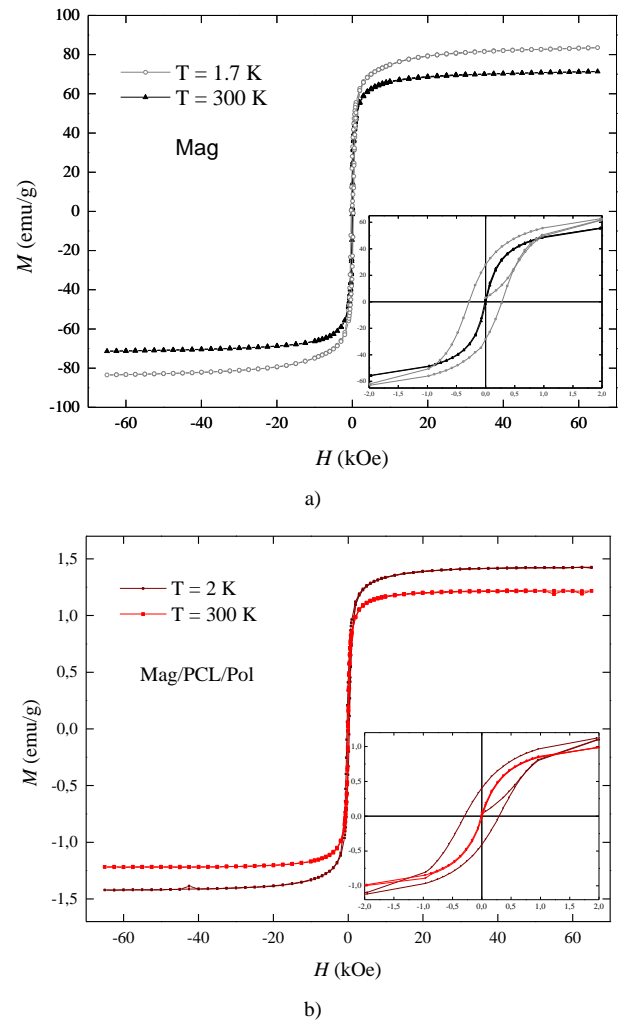 100
80
60
40
20
0
-20
-40
-60
-80
-100
M (emu/g)
T = 1.7 K
T = 300 K
Mag
60
40
20
0
-20
-40
-60
-2,0 -1,5 -1,0 -0,5 0,0 0,5 1,0 1,5 2,0
-60 -40 -20 0 20 40 60
H (kOe)
a)
1,5
1,0
0,5
0,0
-0,5
-1,0
-1,5
M (emu/g)
T = 2 K
T = 300 K
Mag/PCL/Pol
1,0
0,5
0,0
-0,5
-1,0
-2,0 -1,5 -1,0 -0,5 0,0 0,5 1,0 1,5 2,0
-60 -40 -20 0 20 40 60
H (kOe)
b)